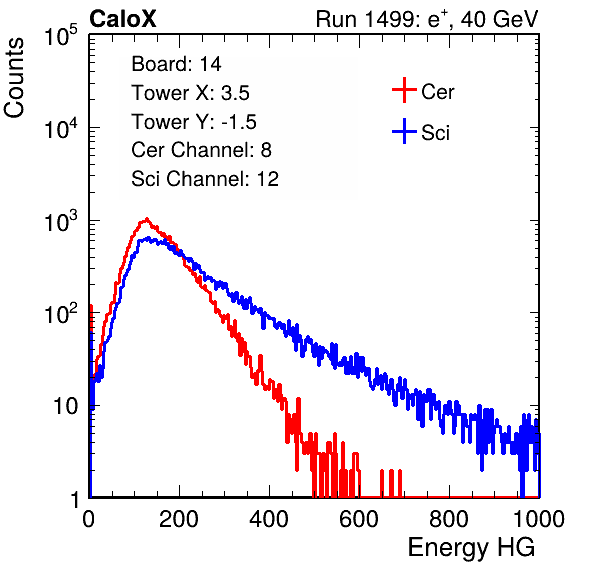 CaloX Run 1499: e⁺, 40 GeV
Counts
10⁵
10⁴
10³
10²
10
1
Board: 14
Tower X: 3.5
Tower Y: -1.5
Cer Channel: 8
Sci Channel: 12
Cer
Sci
0 200 400 600 800 1000
Energy HG